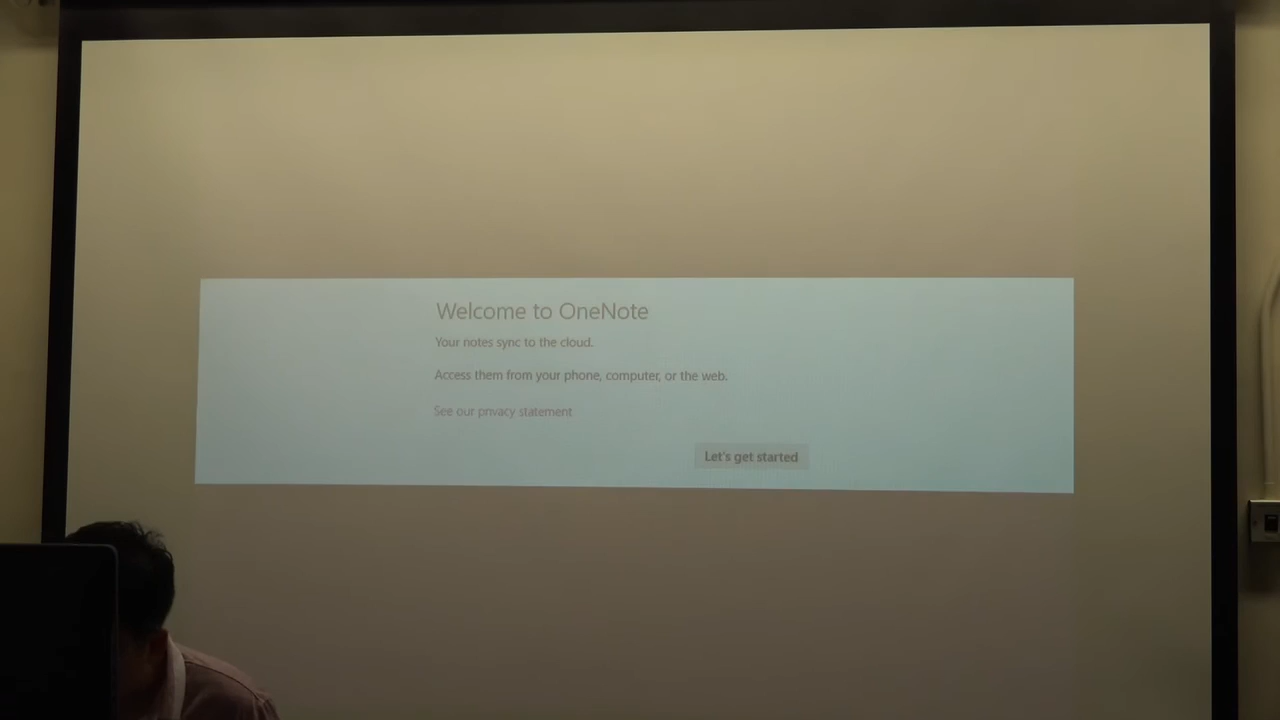 Welcome to OneNote
Your notes sync to the cloud.
Access them from your phone, computer, or the web.
See our privacy statement
Let's get started